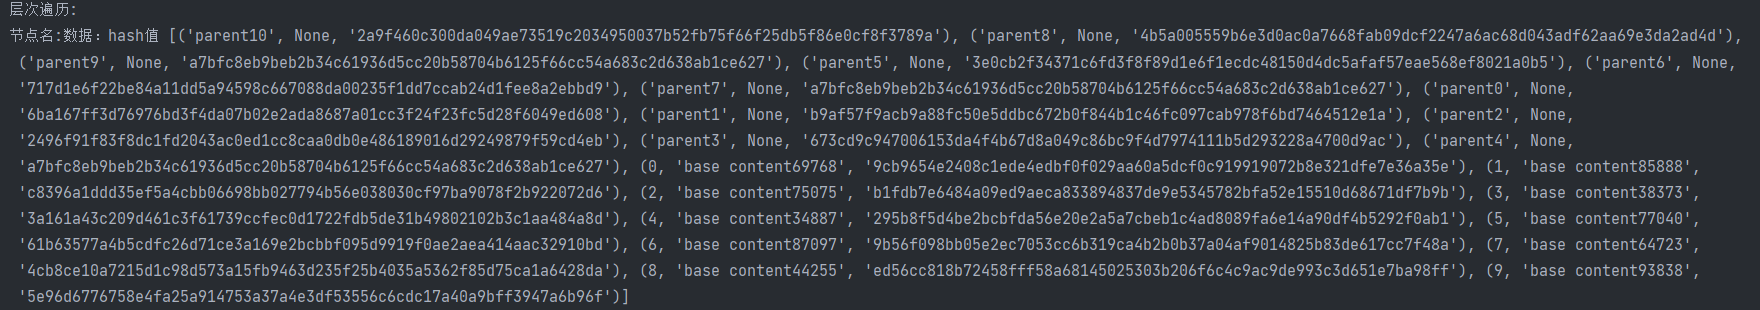 层次遍历:
节点名:数据：hash值 [('parent10', None, '2a9f460c300da049ae73519c2034950037b52fb75f66f25db5f86e0cf8f3789a'), ('parent8', None, '4b5a005559b6e3d0ac0a7668fab09dcf2247a6ac68d043adf62aa69e3da2ad4d'),
('parent9', None, 'a7bfc8eb9beb2b34c61936d5cc20b58704b6125f66cc54a683c2d638ab1ce627'), ('parent5', None, '3e0cb2f34371c6fd3f8f89d1e6f1ecdc48150d4dc5afaf57eae568ef8021a0b5'), ('parent6', None,
'717d1e6f22be84a11dd5a94598c667088da00235f1dd7ccab24d1fee8a2ebbd9'), ('parent7', None, 'a7bfc8eb9beb2b34c61936d5cc20b58704b6125f66cc54a683c2d638ab1ce627'), ('parent0', None,
'6ba167ff3d76976bd3f4da07b02e2ada8687a01cc3f24f23fc5d28f6049ed608'), ('parent1', None, 'b9af57f9acb9a88fc50e5ddbc672b0f844b1c46fc097cab978f6bd7464512e1a'), ('parent2', None,
'2496f91f83f8dc1fd2043ac0ed1cc8caa0db0e486189016d29249879f59cd4eb'), ('parent3', None, '673cd9c947006153da4f4b67d8a049c86bc9f4d7974111b5d293228a4700d9ac'), ('parent4', None,
'a7bfc8eb9beb2b34c61936d5cc20b58704b6125f66cc54a683c2d638ab1ce627'), (0, 'base content69768', '9cb9654e2408c1ede4edbf0f029aa60a5dcf0c919919072b8e321dfe7e36a35e'), (1, 'base content85888',
'c8396a1ddd35ef5a4cbb06698bb027794b56e038030cf97ba9078f2b922072d6'), (2, 'base content75075', 'b1fdb7e6484a09ed9aeca833894837de9e5345782bfa52e15510d68671df7b9b'), (3, 'base content38373',
'3a161a43c209d461c3f61739ccfec0d1722fdb5de31b49802102b3c1aa484a8d'), (4, 'base content34887', '295b8f5d4be2bcbfda56e20e2a5a7cbeb1c4ad8089fa6e14a90df4b5292f0ab1'), (5, 'base content77040',
'61b63577a4b5cdfc26d71ce3a169e2bcbbf095d9919f0ae2aea414aac32910bd'), (6, 'base content87097', '9b56f098bb05e2ec7053cc6b319ca4b2b0b37a04af9014825b83de617cc7f48a'), (7, 'base content64723',
'4cb8ce10a7215d1c98d573a15fb9463d235f25b4035a5362f85d75ca1a6428da'), (8, 'base content44255', 'ed56cc818b72458fff58a68145025303b206f6c4c9ac9de993c3d651e7ba98ff'), (9, 'base content93838',
'5e96d6776758e4fa25a914753a37a4e3df53556c6cdc17a40a9bff3947a6b96f')]